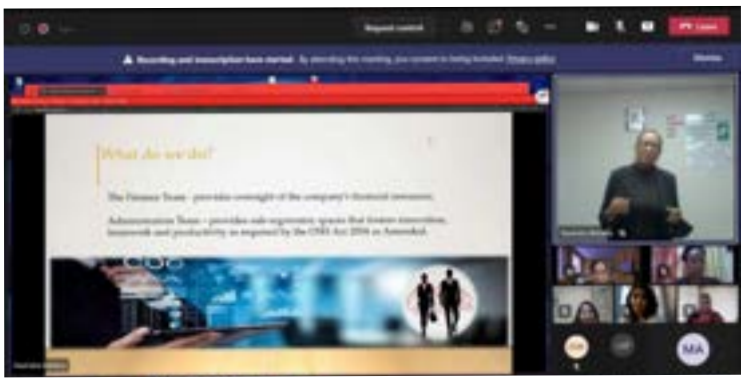 Request control
Leave
Recording and transcription have started. By attending this meeting, you consent to being included. Privacy policy
Dismiss
What do we do?
The Finance Team - provides oversight of the company's financial resources.
Administration Team - provides safe ergonomic spaces that fosters innovation,
teamwork and productivity as required by the OSH Act 2004 as Amended.
MA